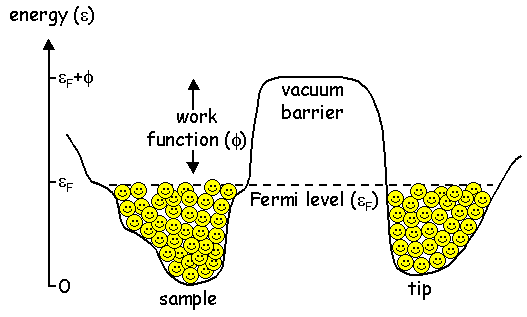 energy (ε)
εF+ϕ
work
function (ϕ)
vacuum
barrier
εF
Fermi level (εF)
0
sample
tip